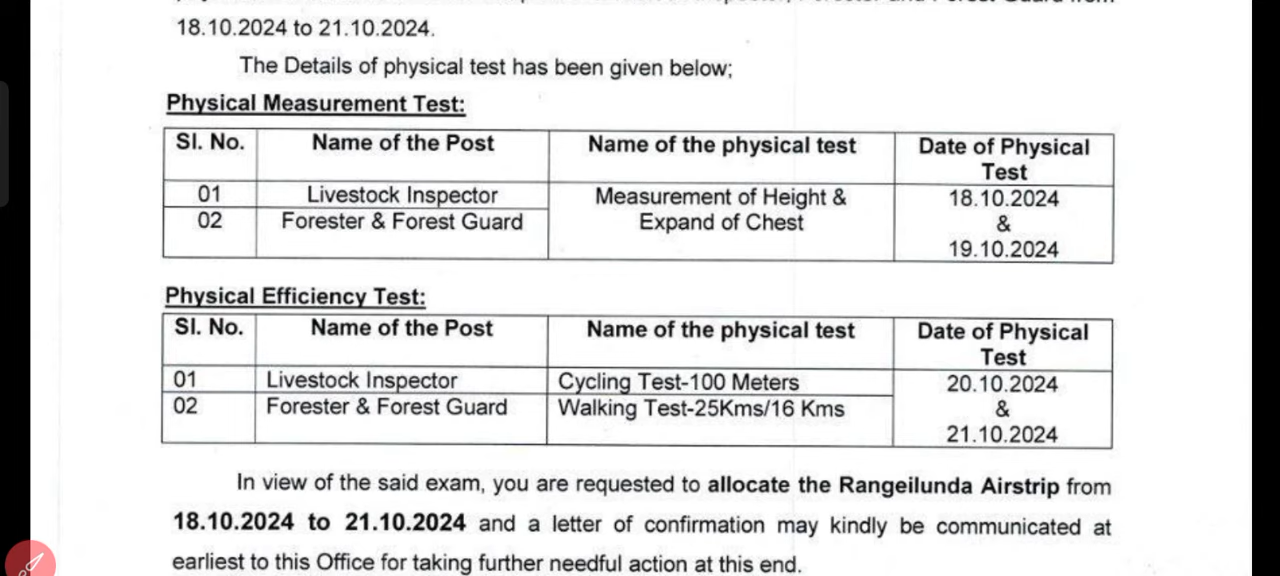 18.10.2024 to 21.10.2024.
The Details of physical test has been given below;
Physical Measurement Test:
Sl. No. Name of the Post Name of the physical test Date of Physical Test
01 Livestock Inspector Measurement of Height & Expand of Chest 18.10.2024 & 19.10.2024
02 Forester & Forest Guard
Physical Efficiency Test:
Sl. No. Name of the Post Name of the physical test Date of Physical Test
01 Livestock Inspector Cycling Test-100 Meters 20.10.2024 & 21.10.2024
02 Forester & Forest Guard Walking Test-25Kms/16 Kms
In view of the said exam, you are requested to allocate the Rangeilunda Airstrip from
18.10.2024 to 21.10.2024 and a letter of confirmation may kindly be communicated at
earliest to this Office for taking further needful action at this end.